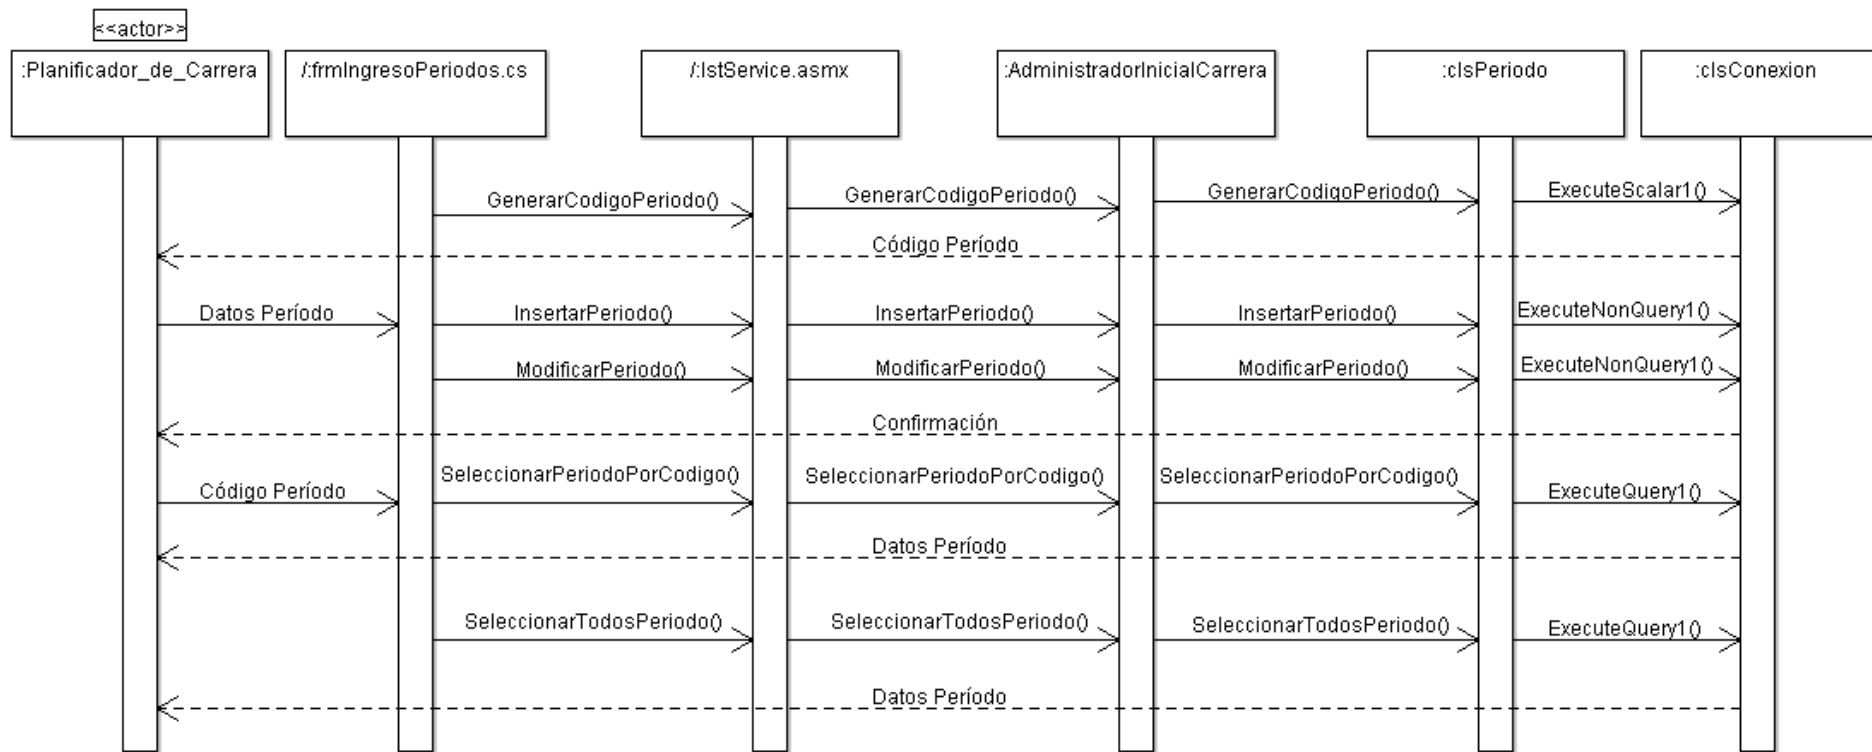 <<actor>>
:Planificador_de_Carrera
/:frmIngresoPeriodos.cs
/:IstService.asmx
:AdministradorInicialCarrera
:clsPeriodo
:clsConexion
GenerarCodigoPeriodo()
GenerarCodigoPeriodo()
GenerarCodigoPeriodo()
ExecuteScalar1()
Código Período
Datos Período
InsertarPeriodo()
InsertarPeriodo()
InsertarPeriodo()
ExecuteNonQuery1()
ModificarPeriodo()
ModificarPeriodo()
ModificarPeriodo()
ExecuteNonQuery1()
Confirmación
Código Período
SeleccionarPeriodoPorCodigo()
SeleccionarPeriodoPorCodigo()
SeleccionarPeriodoPorCodigo()
ExecuteQuery1()
Datos Período
SeleccionarTodosPeriodo()
SeleccionarTodosPeriodo()
SeleccionarTodosPeriodo()
ExecuteQuery1()
Datos Período